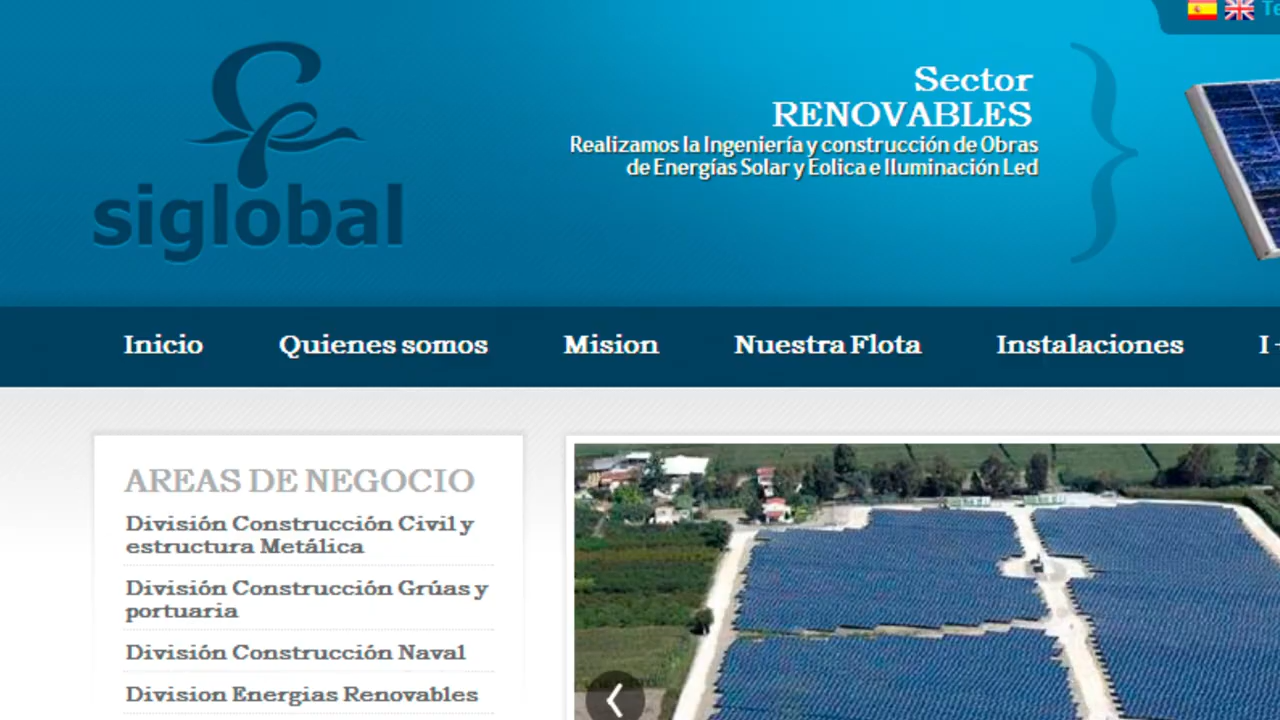 Te
siglobal
Sector
RENOVABLES
Realizamos la Ingeniería y construcción de Obras
de Energías Solar y Eolica e Iluminación Led
Inicio Quienes somos Mision Nuestra Flota Instalaciones I
AREAS DE NEGOCIO
División Construcción Civil y
estructura Metálica
División Construcción Grúas y
portuaria
División Construcción Naval
Division Energias Renovables